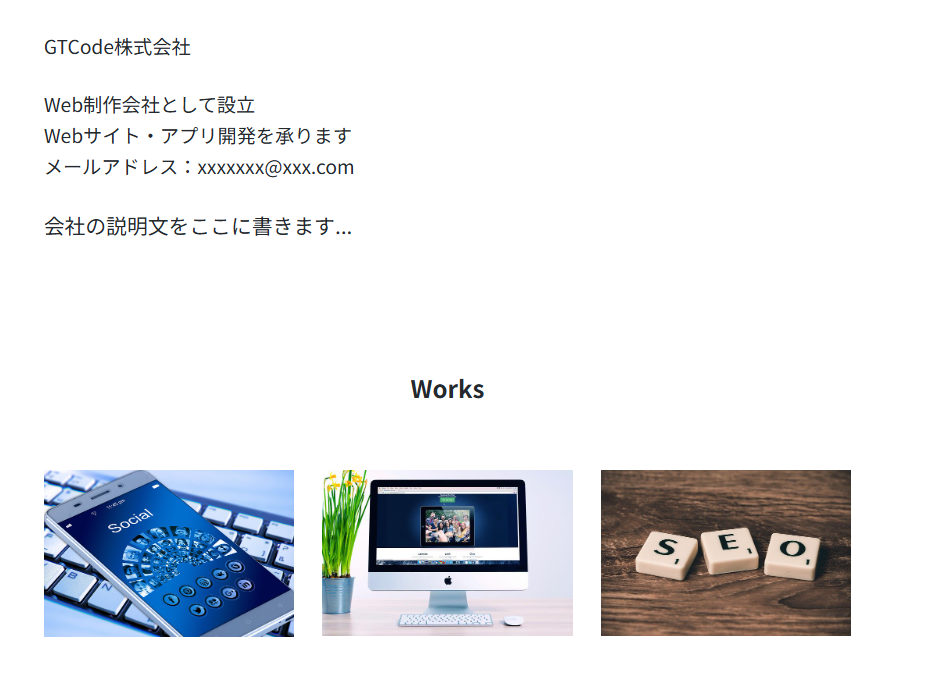 GTCode株式会社
Web制作会社として設立
Webサイト・アプリ開発を承ります
メールアドレス：xxxxxxx@xxx.com
会社の説明文をここに書きます...
Works
Social
S
1
E
1
O
1